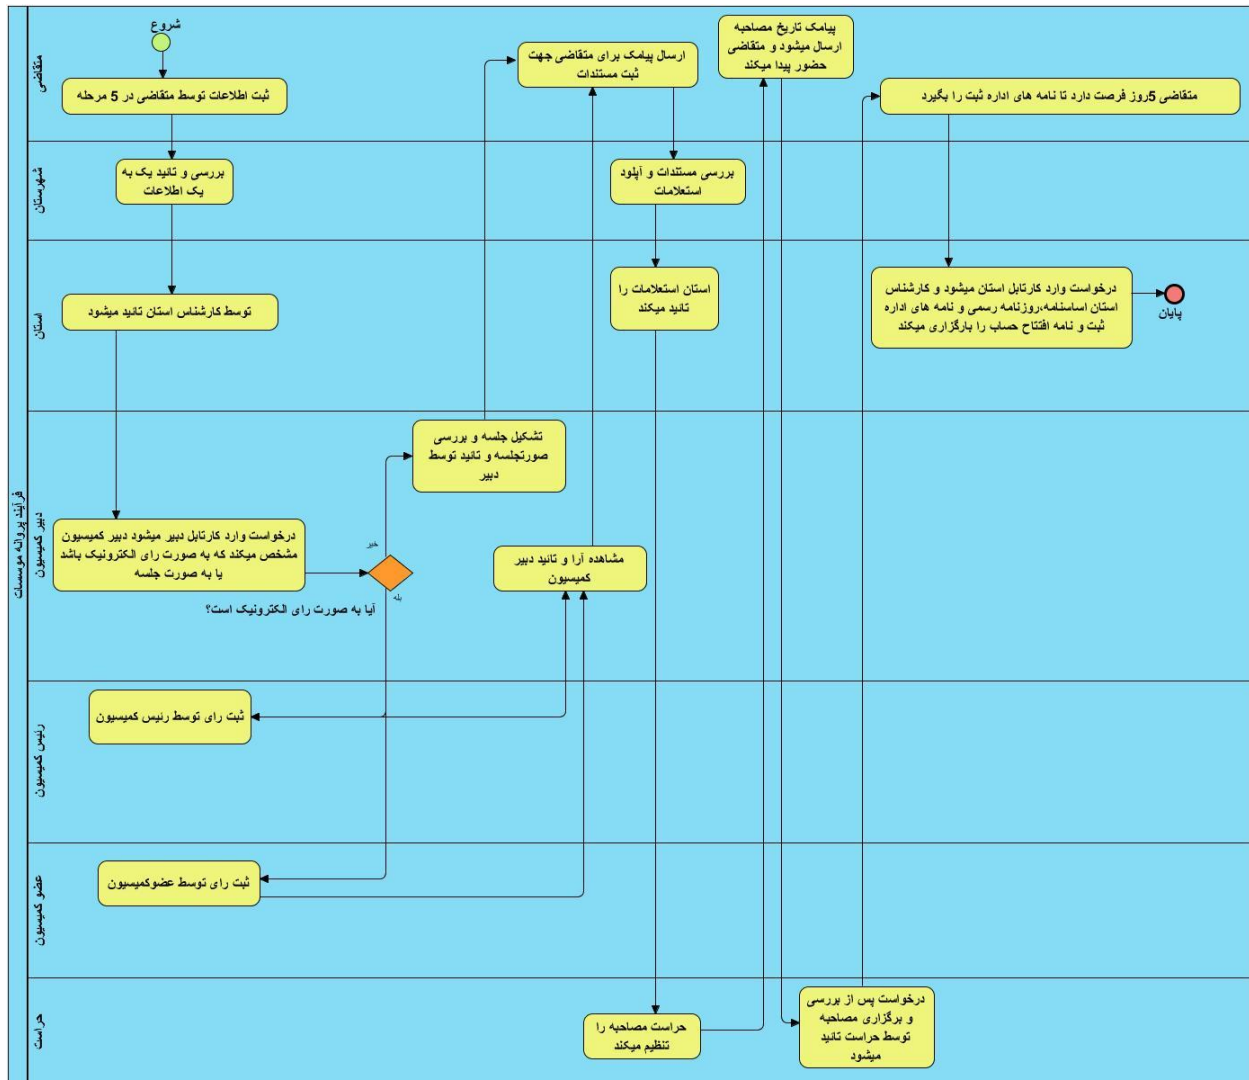 فرآیند پروانه موسسات
متقاضی
شروع
ثبت اطلاعات توسط متقاضی در 5 مرحله
ارسال پیامک برای متقاضی جهت
ثبت مستندات
پیامک تاریخ مصاحبه
ارسال میشود و متقاضی
حضور پیدا میکند
متقاضی 5روز فرصت دارد تا نامه های اداره ثبت را بگیرد
شهرستان
بررسی و تائید یک به
یک اطلاعات
بررسی مستندات و آپلود
استعلامات
استان
توسط کارشناس استان تائید میشود
استان استعلامات را
تائید میکند
درخواست وارد کارتابل استان میشود و کارشناس
استان اساسنامه،روزنامه رسمی و نامه های اداره
ثبت و نامه افتتاح حساب را بارگزاری میکند
پایان
دبیر کمیسیون
درخواست وارد کارتابل دبیر میشود دبیر کمیسیون
مشخص میکند که به صورت رای الکترونیک باشد
یا به صورت جلسه
آیا به صورت رای الکترونیک است؟
خیر
بله
تشکیل جلسه و بررسی
صورتجلسه و تائید توسط
دبیر
مشاهده آرا و تائید دبیر
کمیسیون
رئیس کمیسیون
ثبت رای توسط رئیس کمیسیون
عضو کمیسیون
ثبت رای توسط عضوکمیسیون
حراست
حراست مصاحبه را
تنظیم میکند
درخواست پس از بررسی
و برگزاری مصاحبه
توسط حراست تائید
میشود